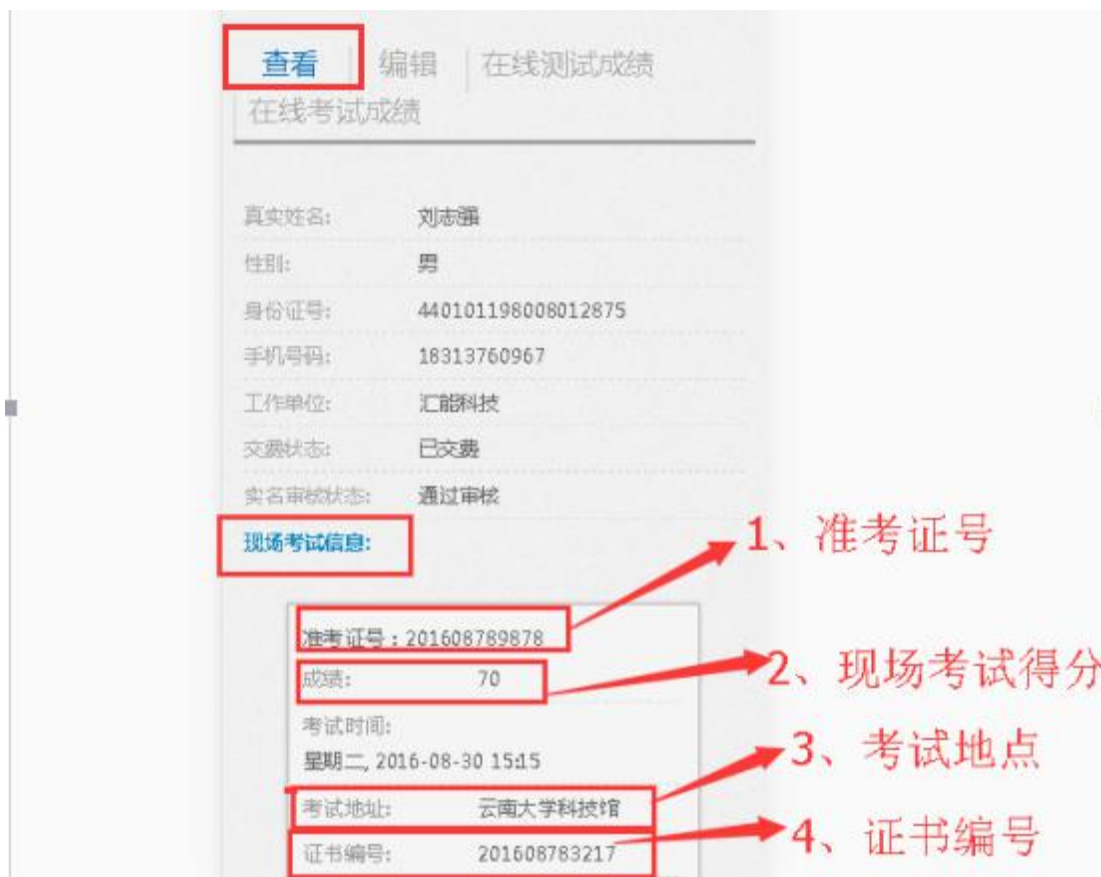 查看 编辑 在线测试成绩
在线考试成绩
真实姓名: 刘志强
性别: 男
身份证号: 440101198008012875
手机号码: 18313760967
工作单位: 汇能科技
交费状态: 已交费
实名审核状态: 通过审核
现场考试信息:
1、准考证号
准考证号：201608789878
成绩: 70
2、现场考试得分
考试时间:
星期二, 2016-08-30 15:15
3、考试地点
考试地址: 云南大学科技馆
4、证书编号
证书编号: 201608783217